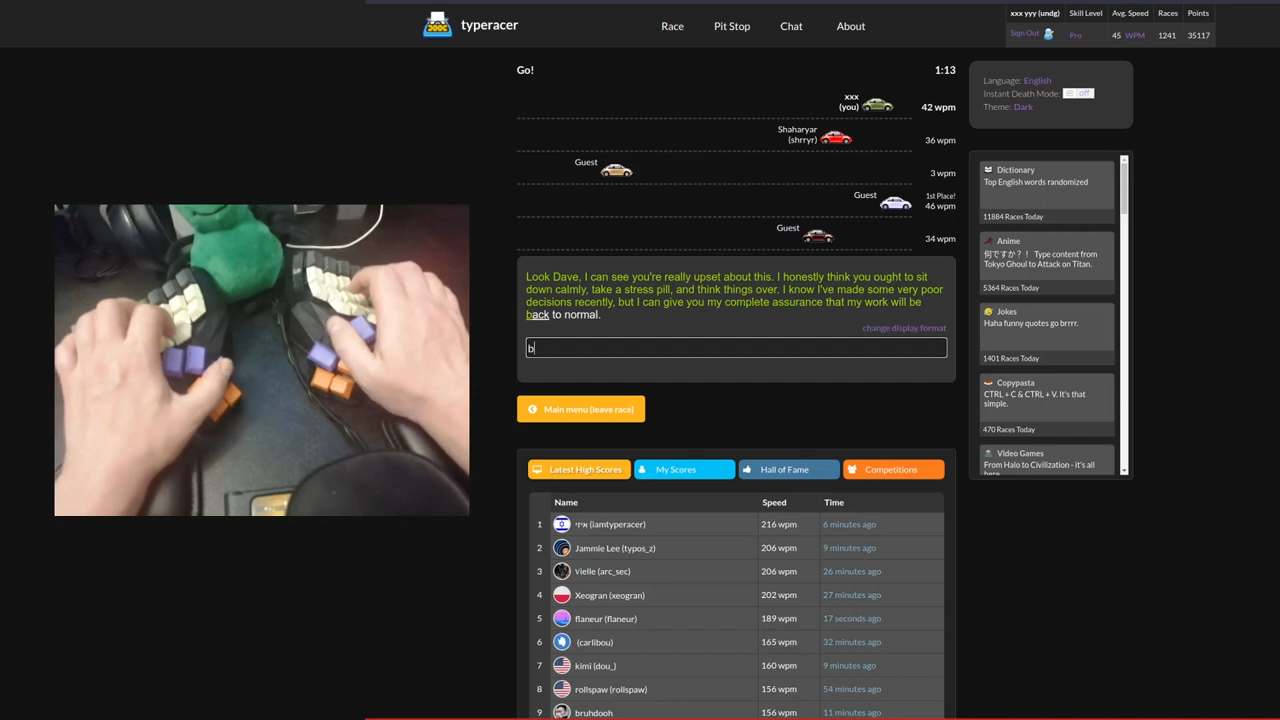 typeracer
Race
Pit Stop
Chat
About
xxx yyy (undg) Skill Level Avg. Speed Races Points
Sign Out Pro 45 WPM 1241 35117
Go! 1:13
xxx
(you) 42 wpm
Shaharyar
(shrryr) 36 wpm
Guest 3 wpm
Guest 1st Place!
46 wpm
Guest 34 wpm
Look Dave, I can see you're really upset about this. I honestly think you ought to sit
down calmly, take a stress pill, and think things over. I know I've made some very poor
decisions recently, but I can give you my complete assurance that my work will be
back to normal.
change display format
b
Main menu (leave race)
Language: English
Instant Death Mode: off
Theme: Dark
Dictionary
Top English words randomized
11884 Races Today
Anime
何ですか？！ Type content from
Tokyo Ghoul to Attack on Titan.
5364 Races Today
Jokes
Haha funny quotes go brrrr.
1401 Races Today
Copypasta
CTRL + C & CTRL + V. It's that
simple.
470 Races Today
Video Games
From Halo to Civilization - it's all
here
Latest High Scores My Scores Hall of Fame Competitions
Name Speed Time
1 איזי (iamtyperacer) 216 wpm 6 minutes ago
2 Jammie Lee (typos_z) 206 wpm 9 minutes ago
3 Vielle (arc_sec) 206 wpm 26 minutes ago
4 Xeogran (xeogran) 202 wpm 27 minutes ago
5 flaneur (flaneur) 189 wpm 17 seconds ago
6 (carlibou) 165 wpm 32 minutes ago
7 kimi (dou_) 160 wpm 9 minutes ago
8 rollspaw (rollspaw) 156 wpm 54 minutes ago
9 bruhdooh 156 wpm 11 minutes ago